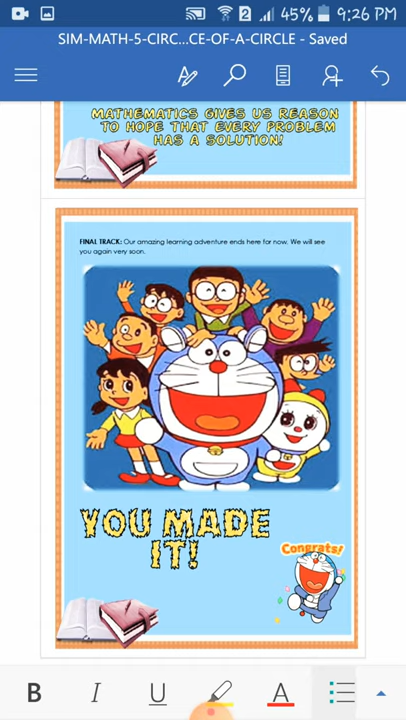 2 45% 9:26 PM
SIM-MATH-5-CIRC...CE-OF-A-CIRCLE - Saved
MATHEMATICS GIVES US REASON
TO HOPE THAT EVERY PROBLEM
HAS A SOLUTION!
FINAL TRACK: Our amazing learning adventure ends here for now. We will see
you again very soon.
YOU MADE
IT!
Congrats!
B I U A